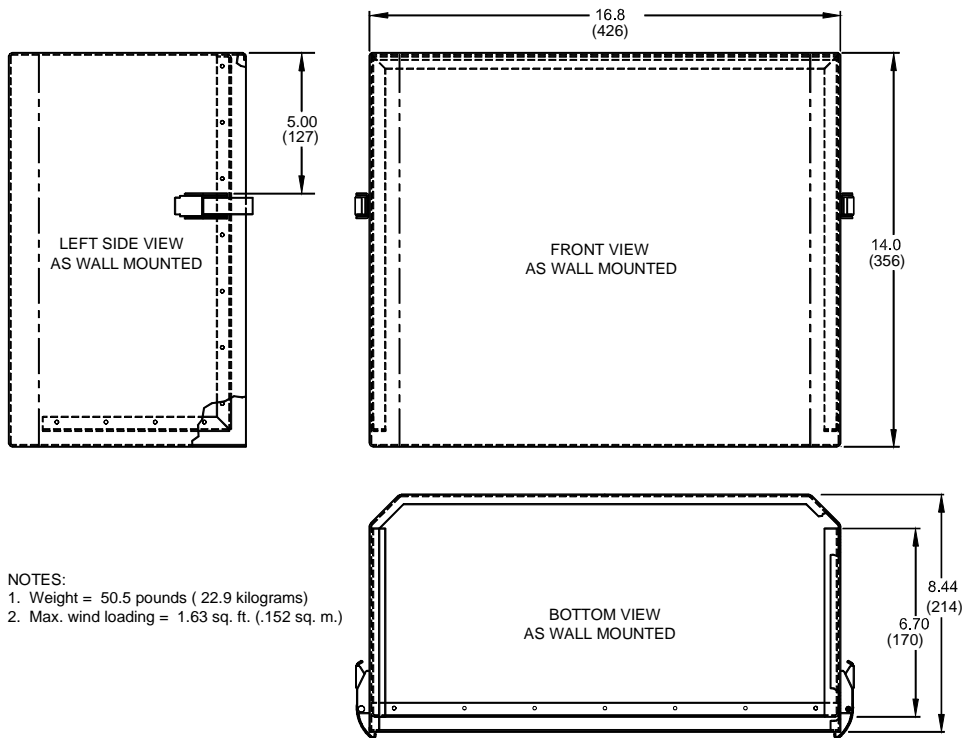 16.8
(426)
5.00
(127)
LEFT SIDE VIEW
AS WALL MOUNTED
FRONT VIEW
AS WALL MOUNTED
14.0
(356)
NOTES:
1. Weight = 50.5 pounds ( 22.9 kilograms)
2. Max. wind loading = 1.63 sq. ft. (.152 sq. m.)
BOTTOM VIEW
AS WALL MOUNTED
8.44
(214)
6.70
(170)